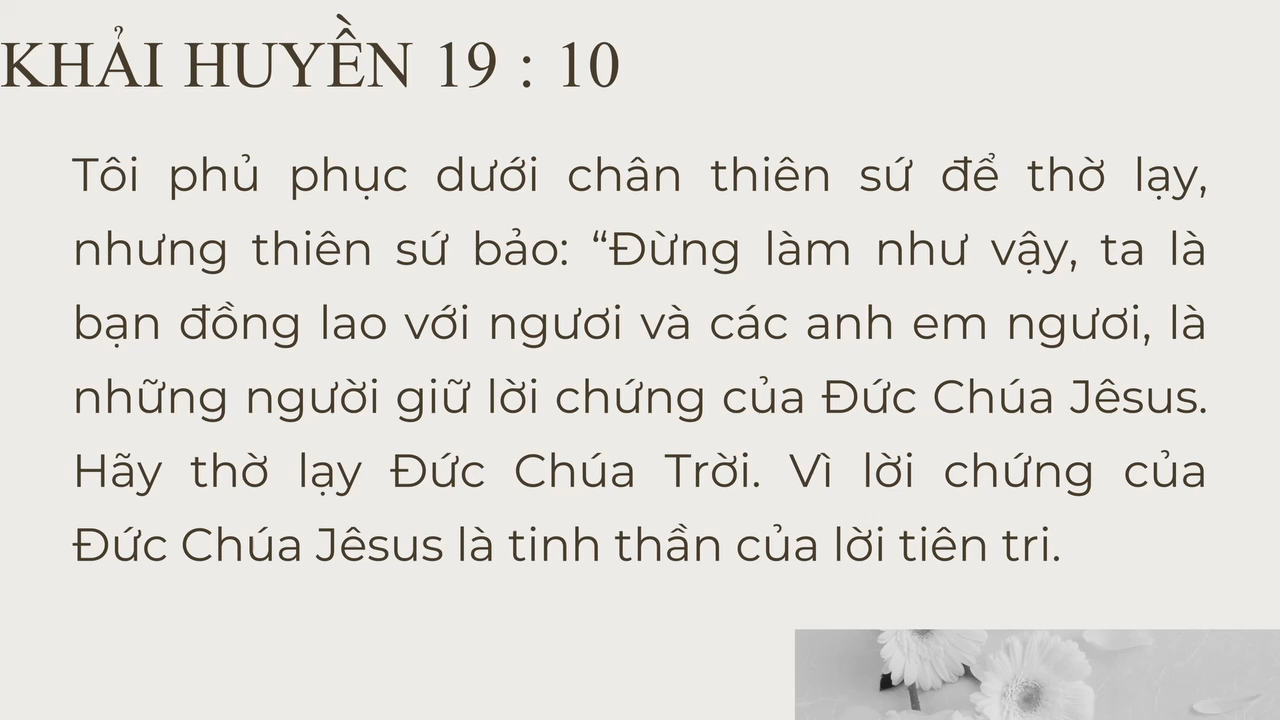 KHẢI HUYỀN 19 : 10
Tôi phủ phục dưới chân thiên sứ để thờ lạy,
nhưng thiên sứ bảo: “Đừng làm như vậy, ta là
bạn đồng lao với ngươi và các anh em ngươi, là
những người giữ lời chứng của Đức Chúa Jêsus.
Hãy thờ lạy Đức Chúa Trời. Vì lời chứng của
Đức Chúa Jêsus là tinh thần của lời tiên tri.